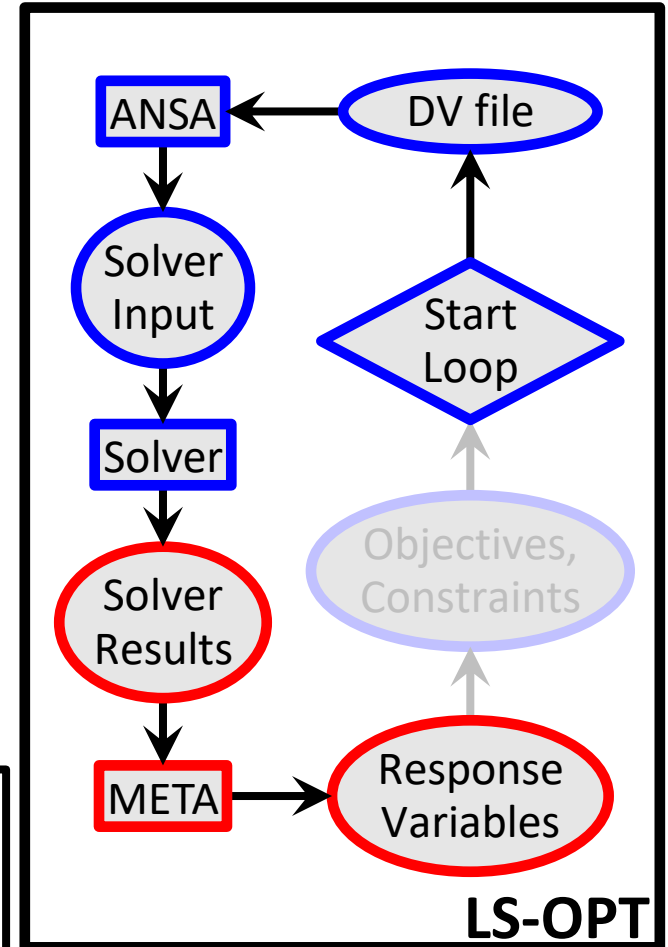 ANSA
DV file
Solver
Input
Start
Loop
Solver
Objectives,
Constraints
Solver
Results
META
Response
Variables
LS-OPT